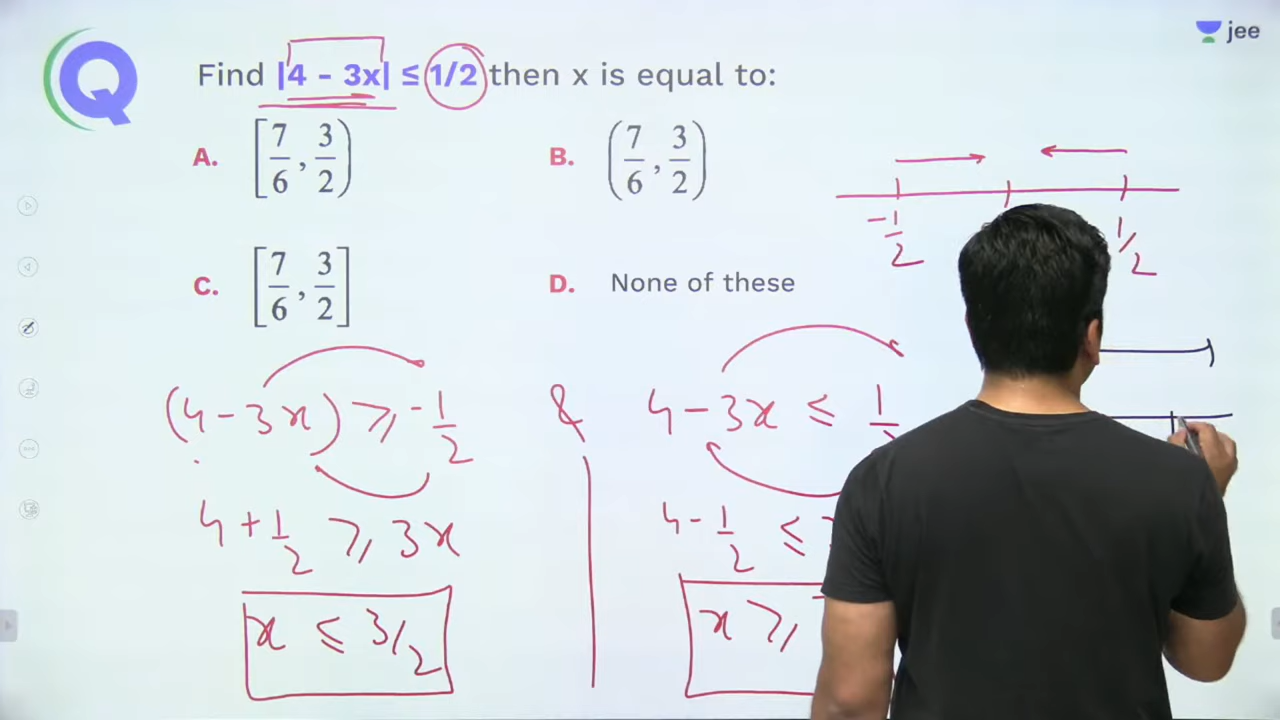 jee
Find |4 - 3x| ≤ 1/2 then x is equal to:
A. [7/6, 3/2)
B. (7/6, 3/2)
C. [7/6, 3/2]
D. None of these
-1/2 1/2
(4 - 3x) ≥ -1/2 & 4 - 3x ≤ 1
4 + 1/2 ≥ 3x 4 - 1/2 ≤
x ≤ 3/2 x ≥